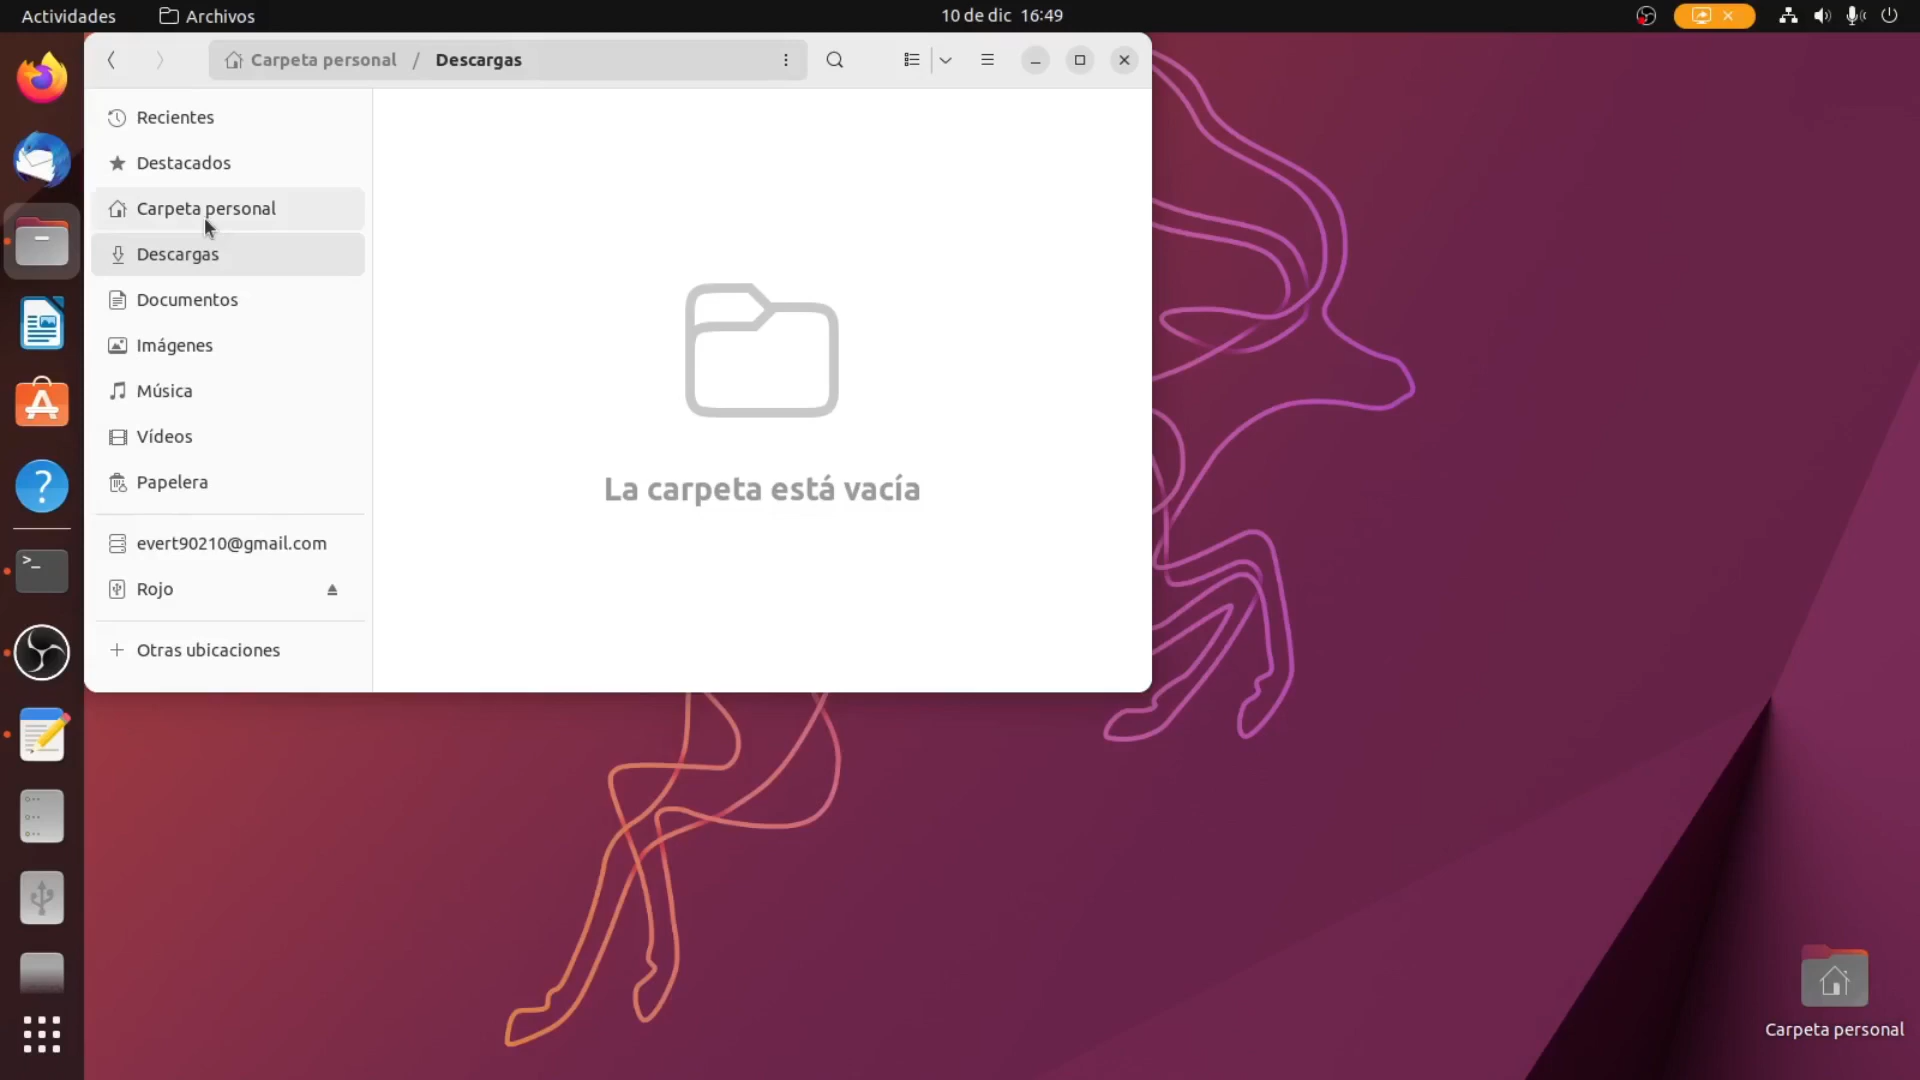 Actividades Archivos 10 de dic 16:49
Carpeta personal / Descargas
Recientes
Destacados
Carpeta personal
Descargas
Documentos
Imágenes
Música
Vídeos
Papelera
evert90210@gmail.com
Rojo
Otras ubicaciones
La carpeta está vacía
Carpeta personal